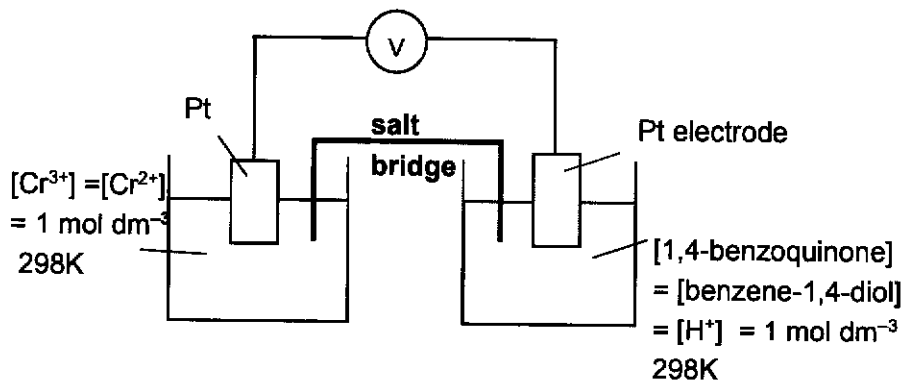 V
Pt
salt
bridge
Pt electrode
[Cr³⁺] =[Cr²⁺]
= 1 mol dm⁻³
298K
[1,4-benzoquinone]
= [benzene-1,4-diol]
= [H⁺] = 1 mol dm⁻³
298K